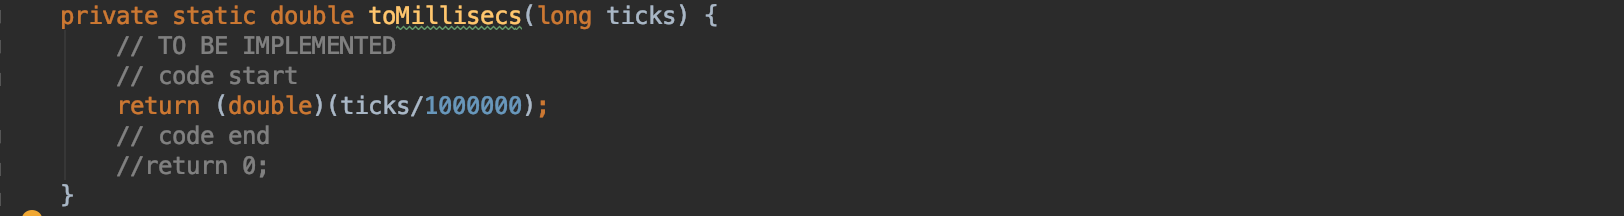 private static double toMillisecs(long ticks) {
// TO BE IMPLEMENTED
// code start
return (double)(ticks/1000000);
// code end
//return 0;
}